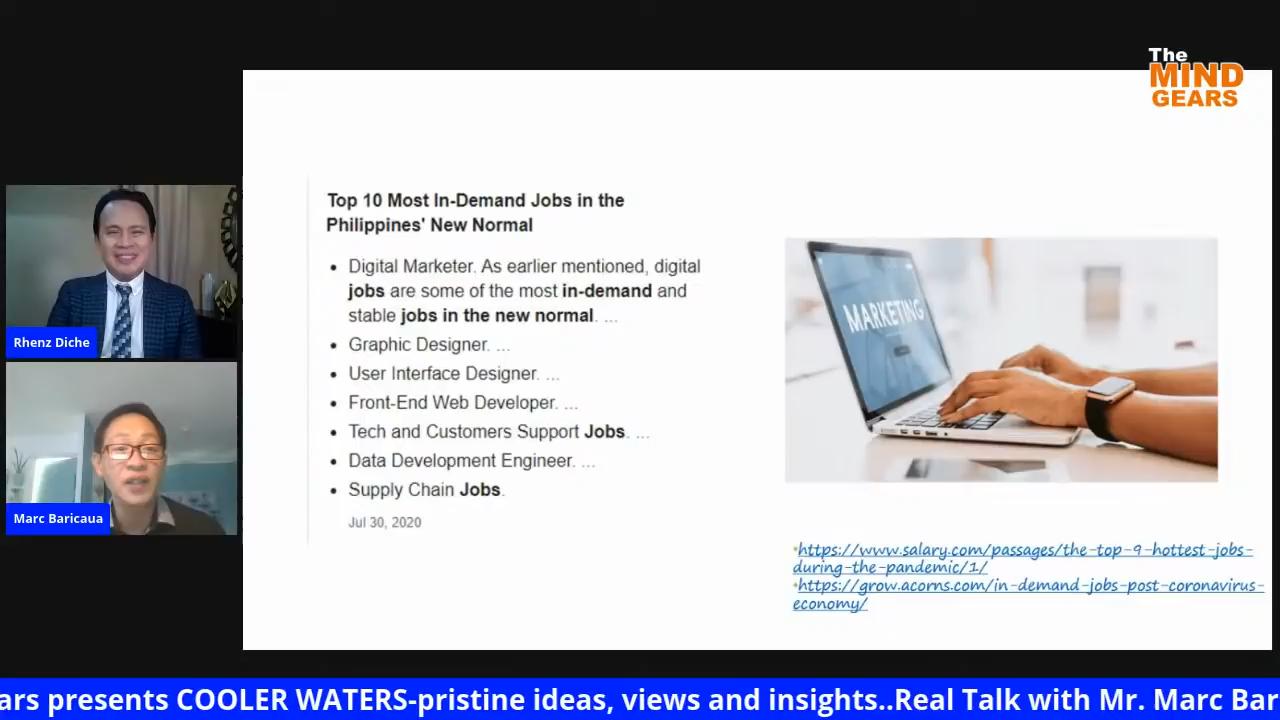 The
MIND
GEARS
Rhenz Diche
Marc Baricaua
Top 10 Most In-Demand Jobs in the
Philippines' New Normal
• Digital Marketer. As earlier mentioned, digital
jobs are some of the most in-demand and
stable jobs in the new normal. ...
• Graphic Designer. ...
• User Interface Designer. ...
• Front-End Web Developer. ...
• Tech and Customers Support Jobs. ...
• Data Development Engineer. ...
• Supply Chain Jobs.
Jul 30, 2020
MARKETING
•https://www.salary.com/passages/the-top-9-hottest-jobs-
during-the-pandemic/1/
•https://grow.acorns.com/in-demand-jobs-post-coronavirus-
economy/
ars presents COOLER WATERS-pristine ideas, views and insights..Real Talk with Mr. Marc Bar